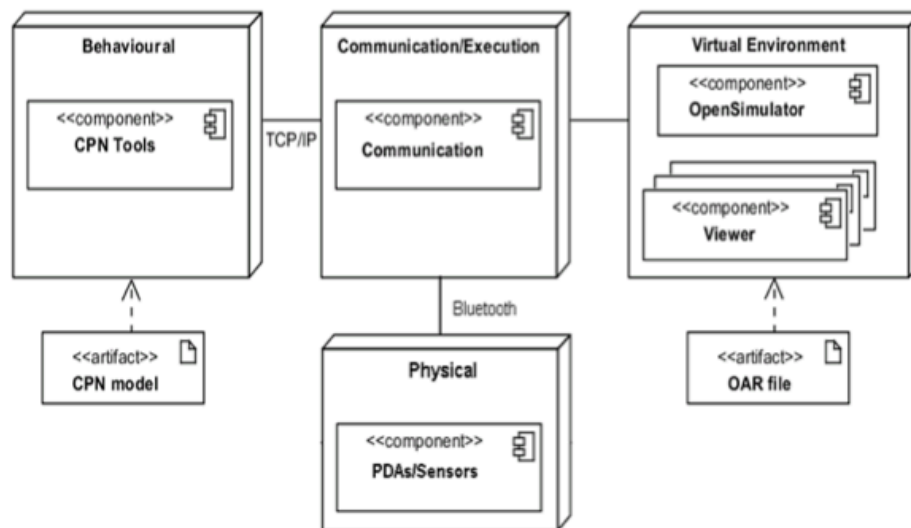 Behavioural
<<component>>
CPN Tools
TCP/IP
Communication/Execution
<<component>>
Communication
Virtual Environment
<<component>>
OpenSimulator
<<component>>
Viewer
Bluetooth
<<artifact>>
CPN model
Physical
<<component>>
PDAs/Sensors
<<artifact>>
OAR file